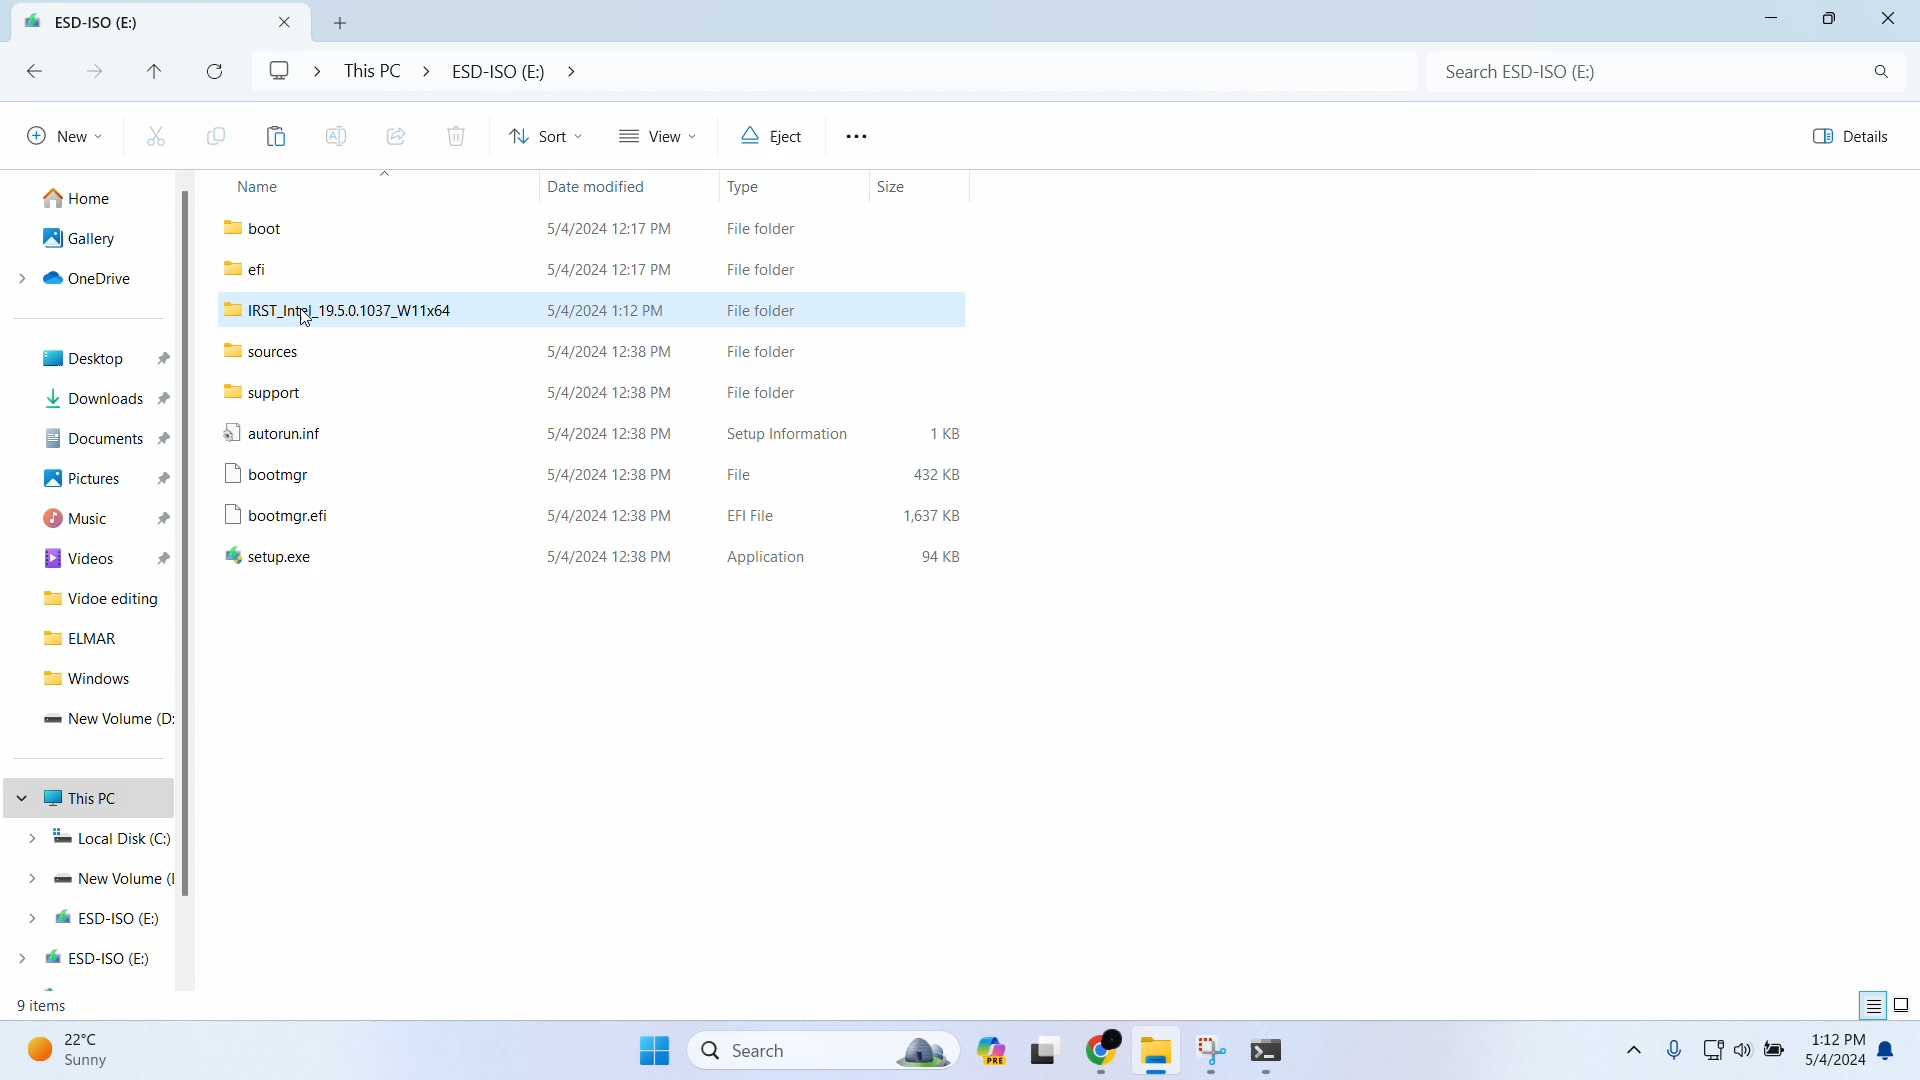 ESD-ISO (E:)
This PC
ESD-ISO (E:)
Search ESD-ISO (E:)
New
Sort
View
Eject
Details
Name
Date modified
Type
Size
Home
Gallery
OneDrive
Desktop
Downloads
Documents
Pictures
Music
Videos
Vidoe editing
ELMAR
Windows
New Volume (D:
This PC
Local Disk (C:)
New Volume (
ESD-ISO (E:)
ESD-ISO (E:)
boot 5/4/2024 12:17 PM File folder
efi 5/4/2024 12:17 PM File folder
IRST_Intel_19.5.0.1037_W11x64 5/4/2024 1:12 PM File folder
sources 5/4/2024 12:38 PM File folder
support 5/4/2024 12:38 PM File folder
autorun.inf 5/4/2024 12:38 PM Setup Information 1 KB
bootmgr 5/4/2024 12:38 PM File 432 KB
bootmgr.efi 5/4/2024 12:38 PM EFI File 1,637 KB
setup.exe 5/4/2024 12:38 PM Application 94 KB
9 items
22°C
Sunny
Search
PRE
1:12 PM
5/4/2024